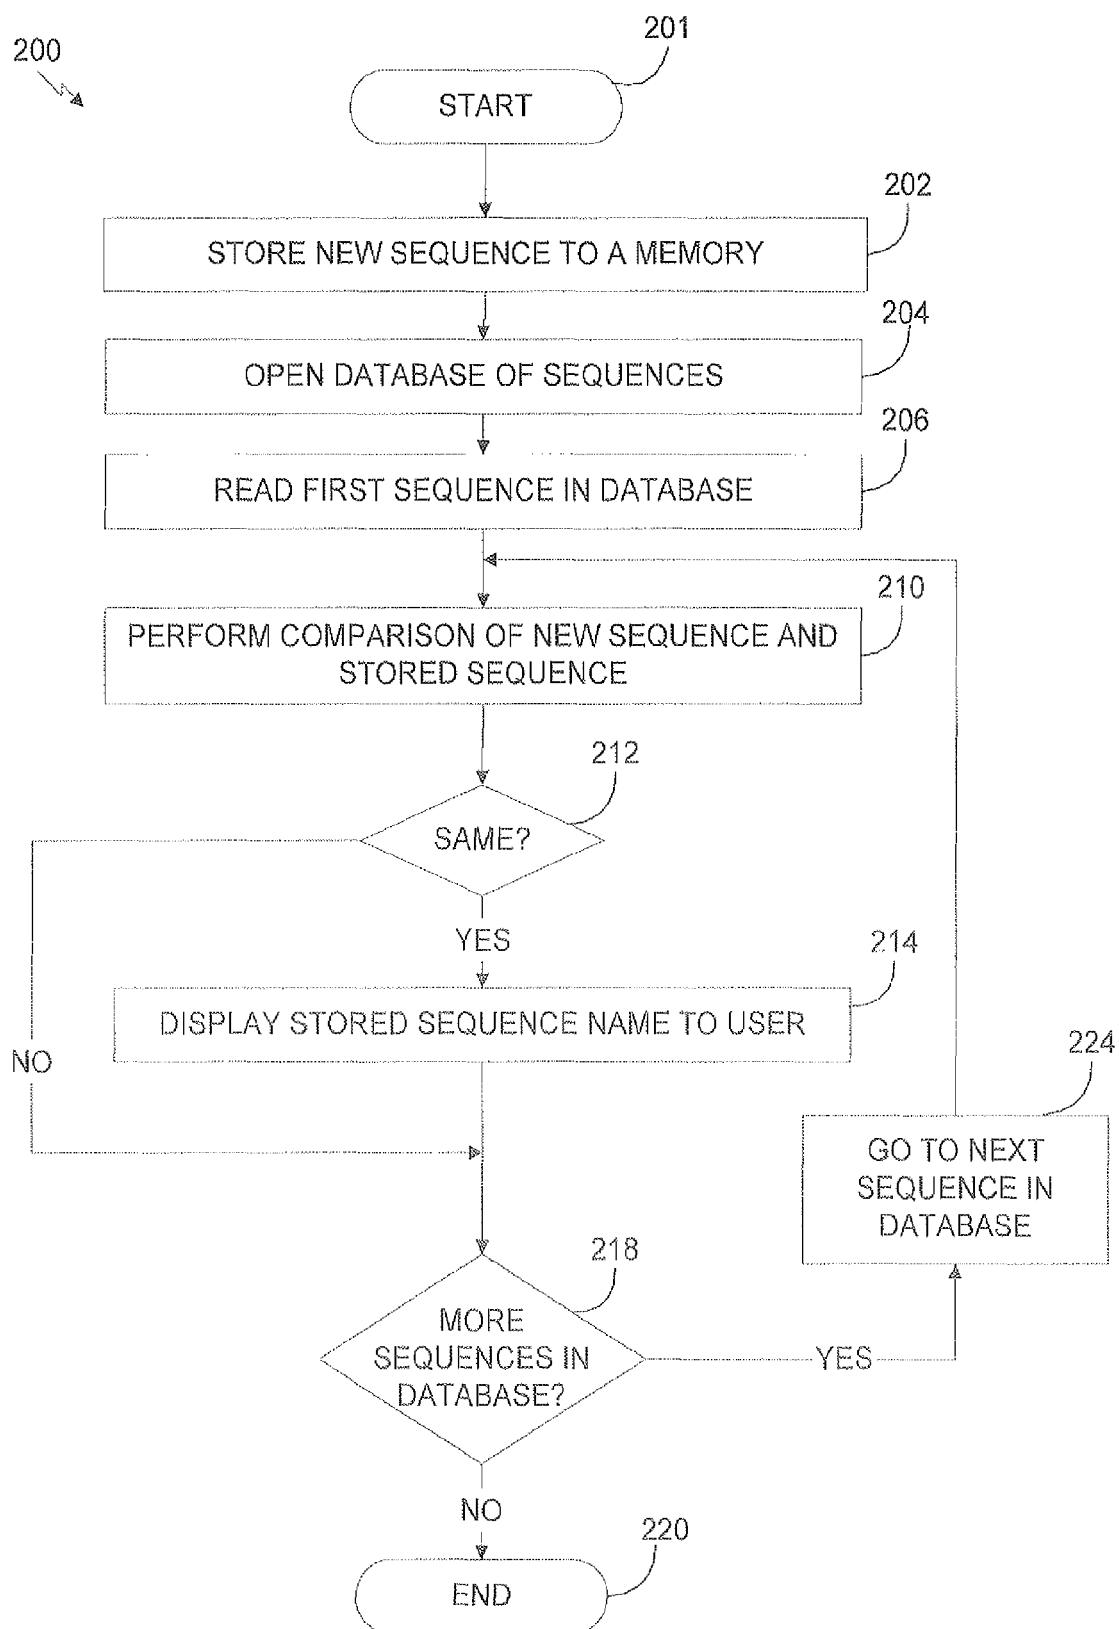 200
201
START
202
STORE NEW SEQUENCE TO A MEMORY
204
OPEN DATABASE OF SEQUENCES
206
READ FIRST SEQUENCE IN DATABASE
210
PERFORM COMPARISON OF NEW SEQUENCE AND
STORED SEQUENCE
212
SAME?
YES
214
DISPLAY STORED SEQUENCE NAME TO USER
NO
224
GO TO NEXT
SEQUENCE IN
DATABASE
218
MORE
SEQUENCES IN
DATABASE?
YES
NO
220
END